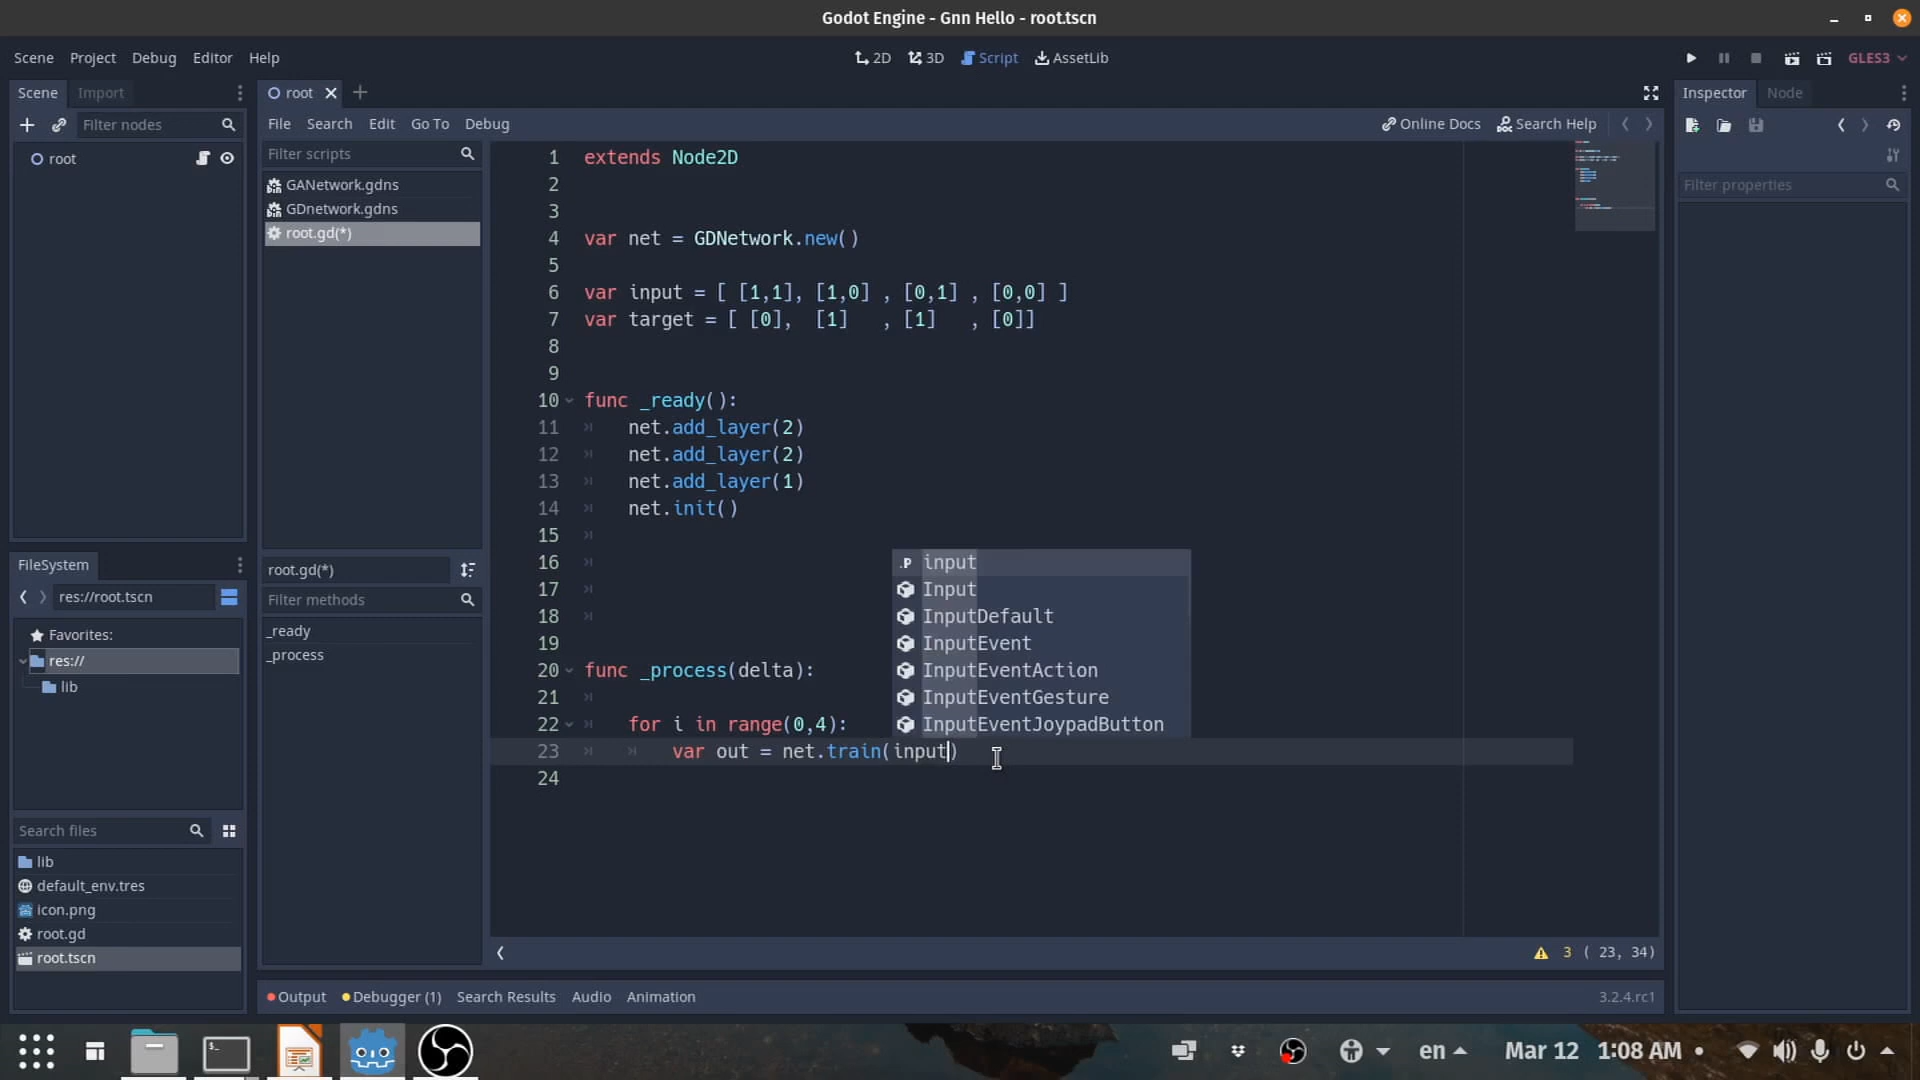 Godot Engine - Gnn Hello - root.tscn
Scene Project Debug Editor Help
2D 3D Script AssetLib
GLES3
Scene Import
Filter nodes
root
root
File Search Edit Go To Debug
Online Docs Search Help
Filter scripts
GANetwork.gdns
GDnetwork.gdns
root.gd(*)
root.gd(*)
Filter methods
_ready
_process
1 extends Node2D
2
3
4 var net = GDNetwork.new()
5
6 var input = [ [1,1], [1,0] , [0,1] , [0,0] ]
7 var target = [ [0],  [1]   , [1]   , [0]]
8
9
10 func _ready():
11 net.add_layer(2)
12 net.add_layer(2)
13 net.add_layer(1)
14 net.init()
15
16
17
18
19
20 func _process(delta):
21
22 for i in range(0,4):
23 var out = net.train(input)
24
input
Input
InputDefault
InputEvent
InputEventAction
InputEventGesture
InputEventJoypadButton
3 ( 23, 34)
Output Debugger (1) Search Results Audio Animation
3.2.4.rc1
FileSystem
res://root.tscn
Favorites:
res://
lib
Search files
lib
default_env.tres
icon.png
root.gd
root.tscn
Inspector Node
Filter properties
en Mar 12 1:08 AM